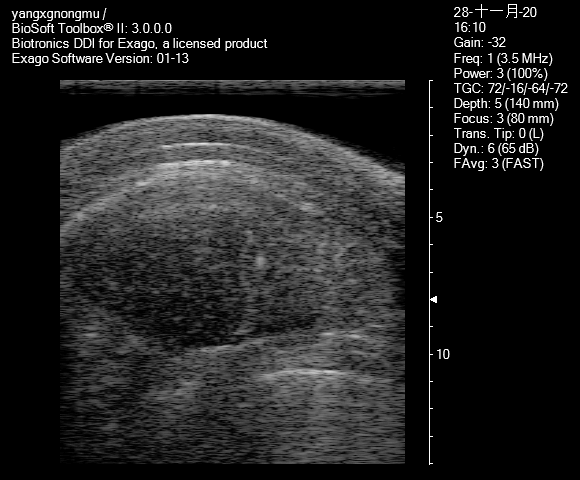 yangxgnongmu /
BioSoft Toolbox® II: 3.0.0.0
Biotronics DDI for Exago, a licensed product
Exago Software Version: 01-13
28-十一月-20
16:10
Gain: -32
Freq: 1 (3.5 MHz)
Power: 3 (100%)
TGC: 72/-16/-64/-72
Depth: 5 (140 mm)
Focus: 3 (80 mm)
Trans. Tip: 0 (L)
Dyn.: 6 (65 dB)
FAvg: 3 (FAST)
5
10